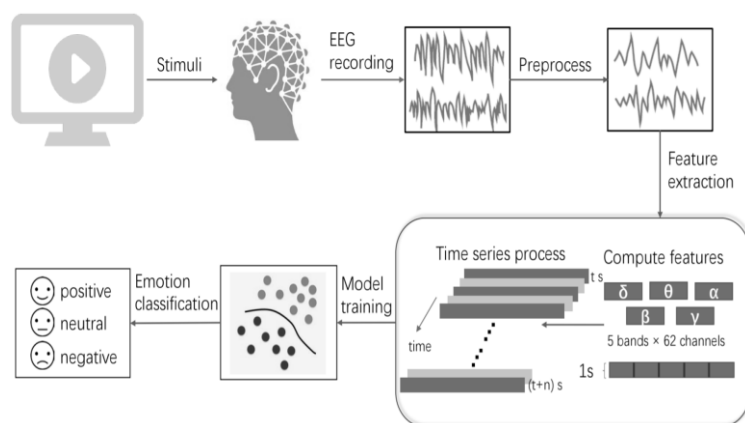 Stimuli
EEG
recording
Preprocess
Feature
extraction
Time series process
t s
time
(t+n) s
Compute features
δ θ α
β γ
5 bands × 62 channels
1s
Model
training
Emotion
classification
positive
neutral
negative